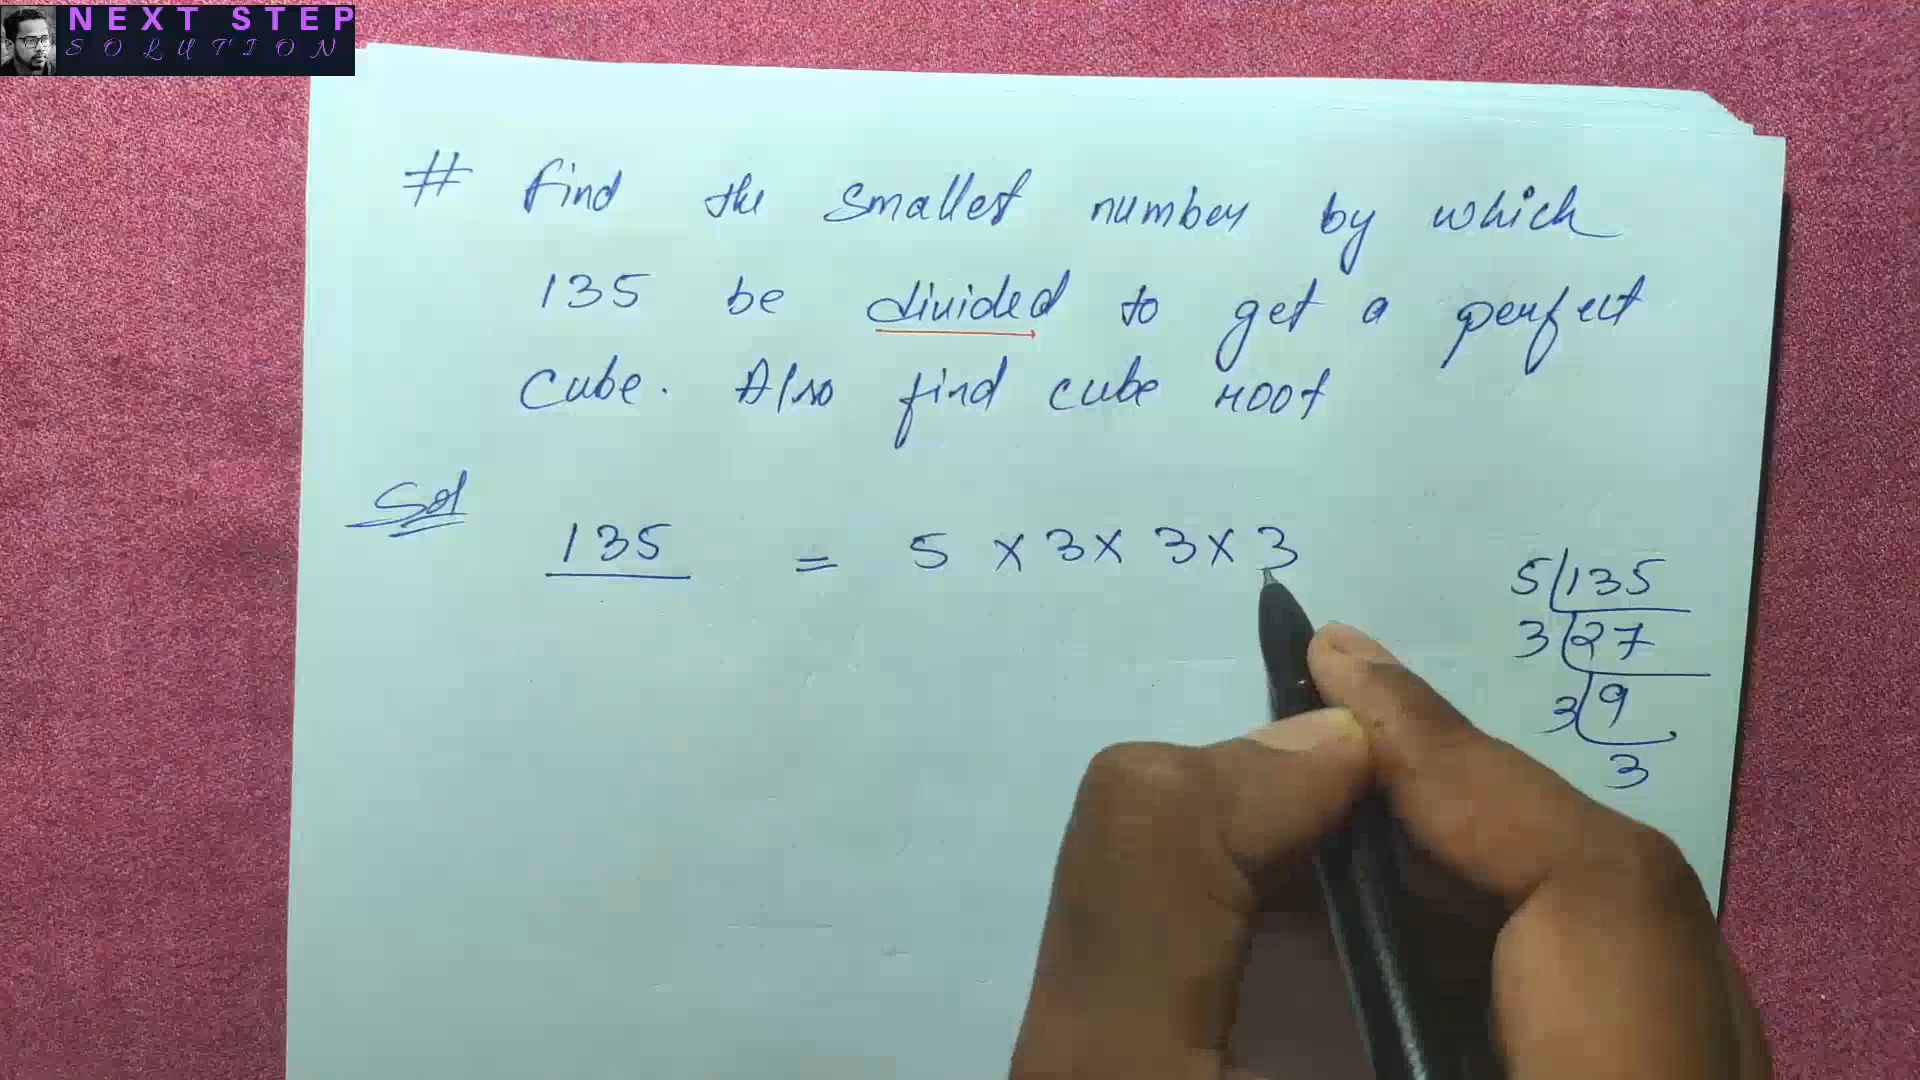 NEXT STEP
SOLUTION
# Find the smallest number by which
135 be divided to get a perfect
cube. Also find cube root
Sol
135 = 5 × 3 × 3 × 3
5 135
3 27
3 9
3